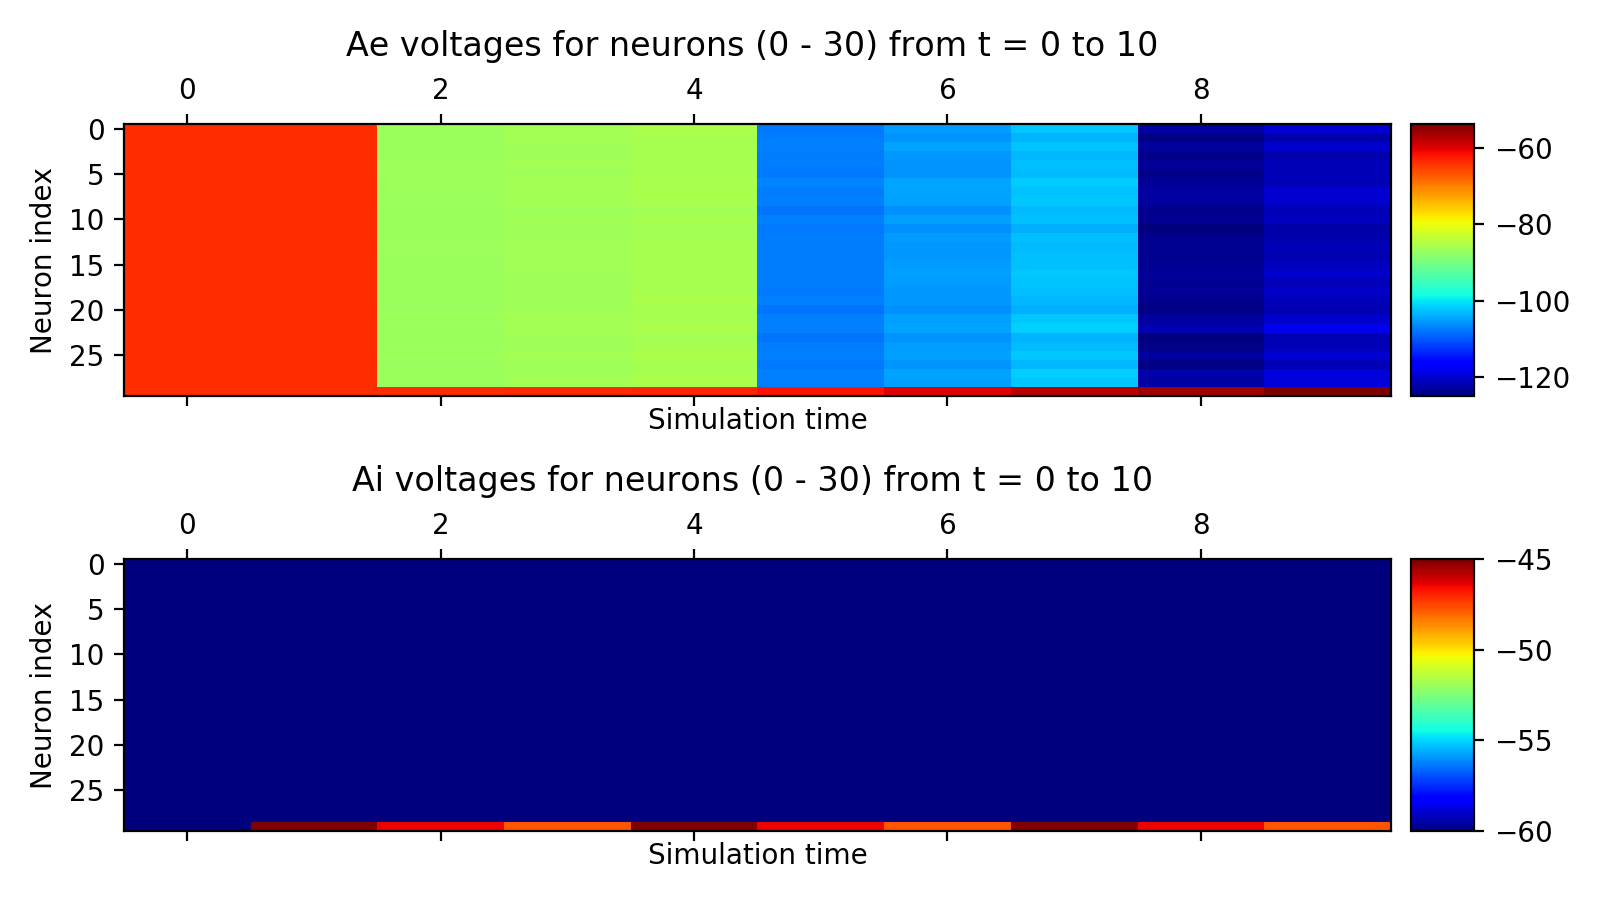 Ae voltages for neurons (0 - 30) from t = 0 to 10
0 2 4 6 8
0
5
10
15
20
25
Neuron index
Simulation time
−60
−80
−100
−120
Ai voltages for neurons (0 - 30) from t = 0 to 10
0 2 4 6 8
0
5
10
15
20
25
Neuron index
Simulation time
−45
−50
−55
−60